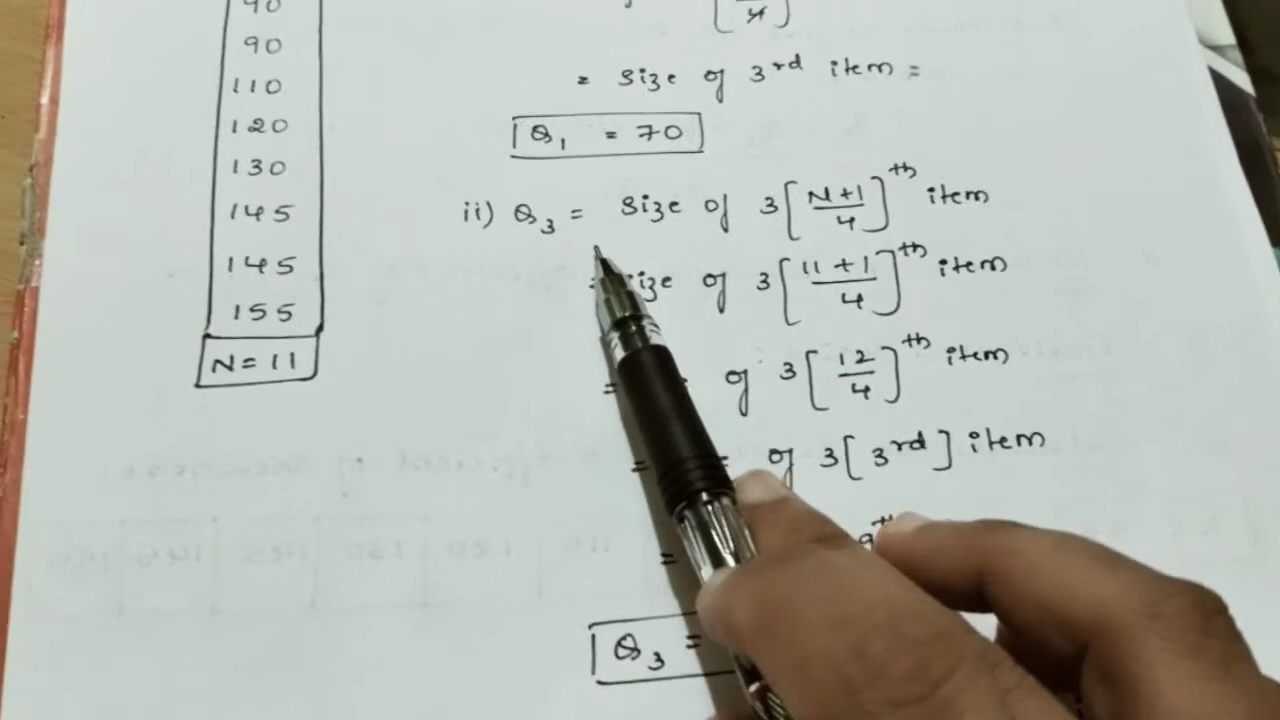 90
110
120
130
145
145
155
N = 11
= Size of 3rd item =
Q1 = 70
ii) Q3 = Size of 3[N+1/4]th item
= Size of 3[11+1/4]th item
= of 3[12/4]th item
= of 3[3rd] item
= 9th
Q3 =